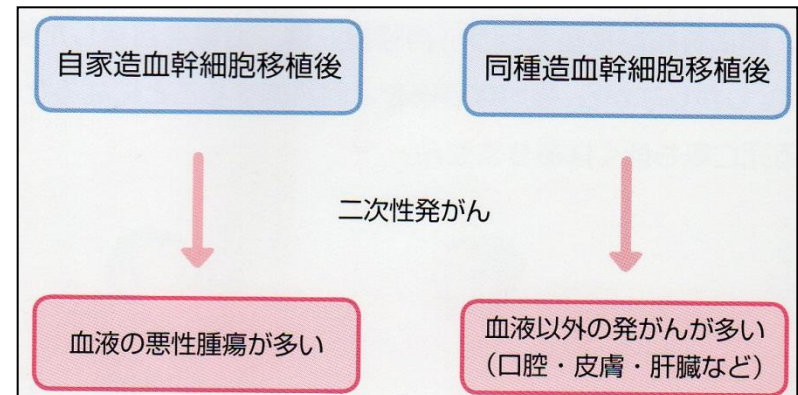 自家造血幹細胞移植後
同種造血幹細胞移植後
二次性発がん
血液の悪性腫瘍が多い
血液以外の発がんが多い
（口腔・皮膚・肝臓など）